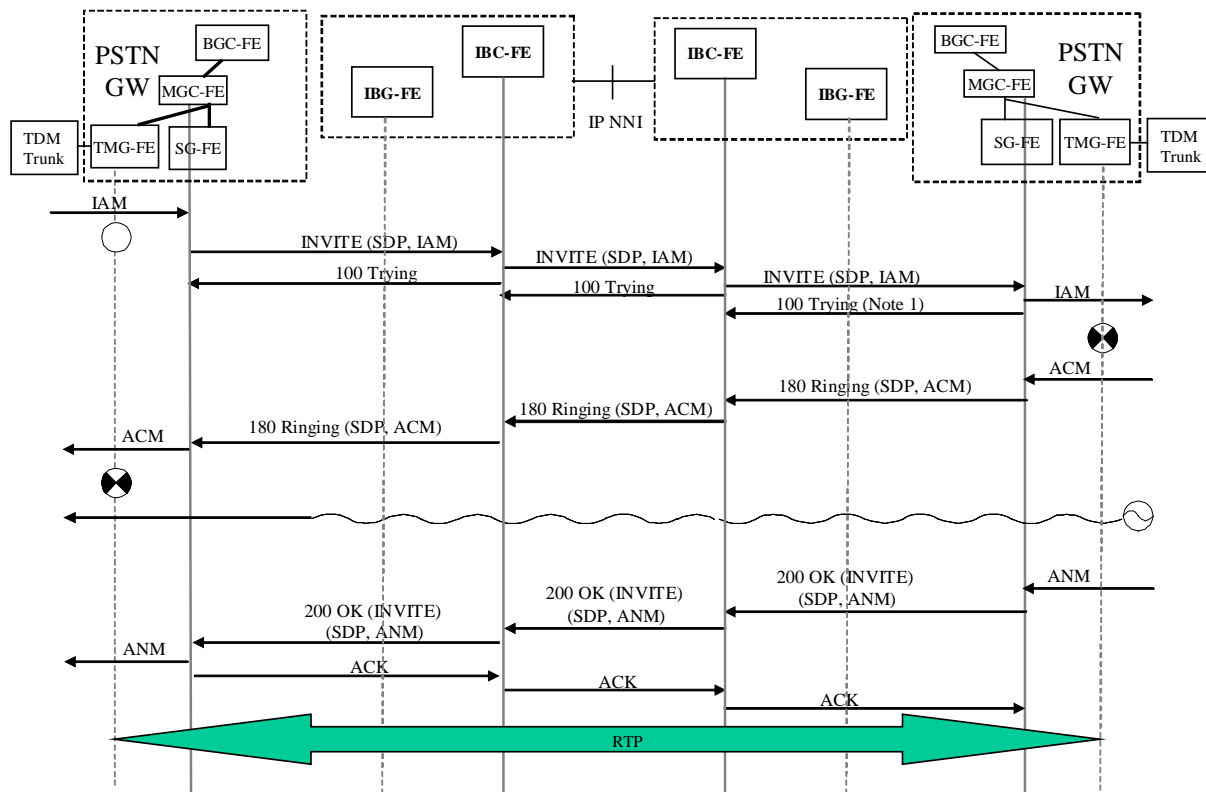 PSTN
GW
BGC-FE
MGC-FE
TDM
Trunk
TMG-FE
SG-FE
IBC-FE
IBG-FE
IP NNI
IBC-FE
IBG-FE
BGC-FE
PSTN
GW
MGC-FE
SG-FE
TMG-FE
TDM
Trunk
IAM
INVITE (SDP, IAM)
INVITE (SDP, IAM)
100 Trying
INVITE (SDP, IAM)
100 Trying
IAM
100 Trying (Note 1)
ACM
180 Ringing (SDP, ACM)
180 Ringing (SDP, ACM)
180 Ringing (SDP, ACM)
ACM
ANM
200 OK (INVITE)
(SDP, ANM)
200 OK (INVITE)
(SDP, ANM)
200 OK (INVITE)
(SDP, ANM)
ANM
ACK
ACK
ACK
RTP